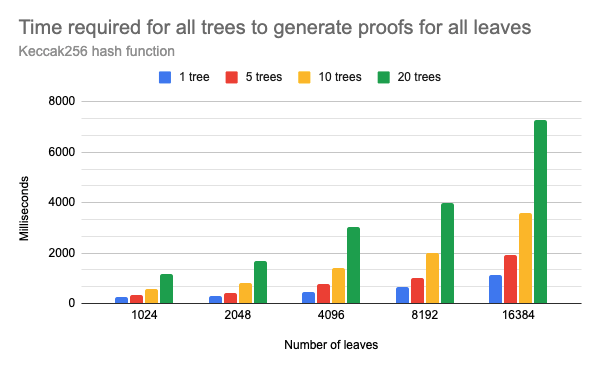 Time required for all trees to generate proofs for all leaves
Keccak256 hash function
1 tree 5 trees 10 trees 20 trees
8000
6000
4000
2000
0
Milliseconds
1024 2048 4096 8192 16384
Number of leaves